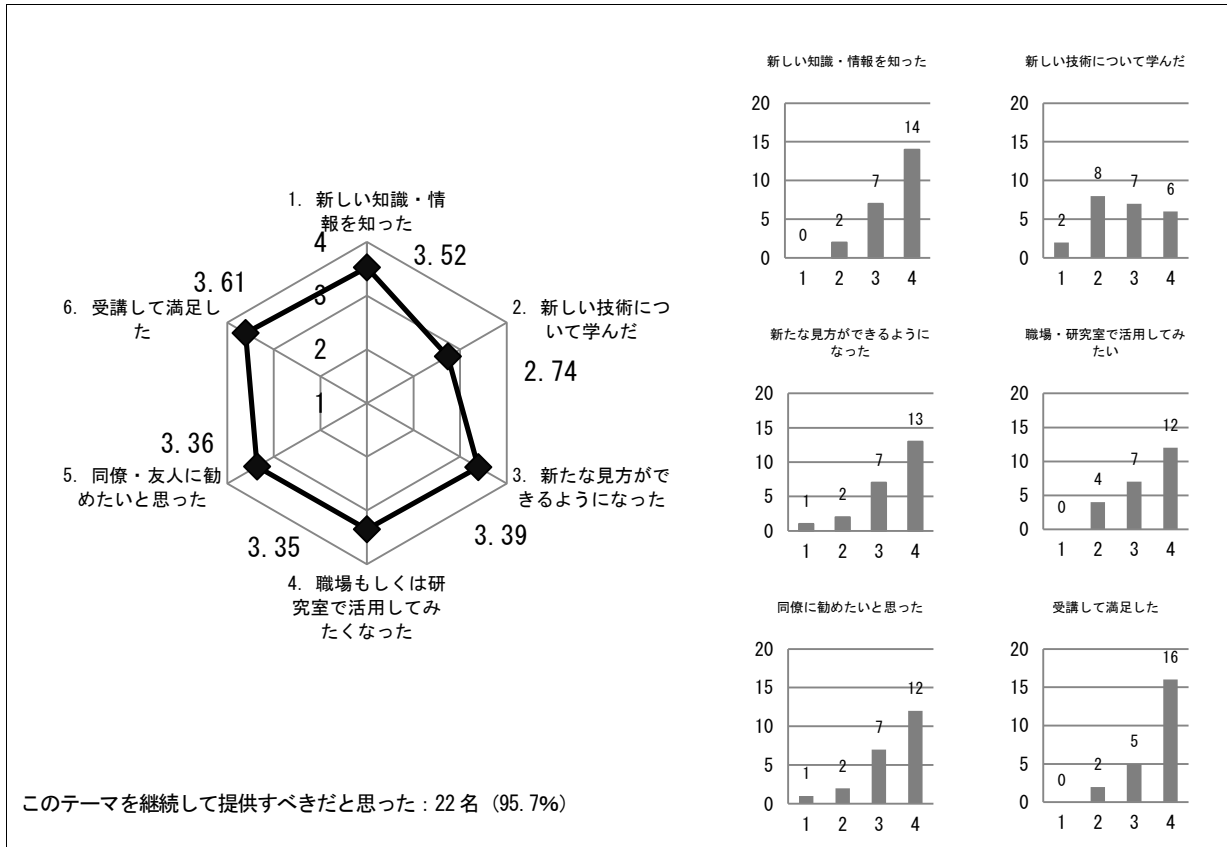 1. 新しい知識・情
報を知った
4
3.52
3
2
1
2. 新しい技術につ
いて学んだ
2.74
3. 新たな見方がで
きるようになった
3.39
4. 職場もしくは研
究室で活用してみ
たくなった
3.35
5. 同僚・友人に勧
めたいと思った
3.36
6. 受講して満足し
た
3.61
このテーマを継続して提供すべきだと思った：22名（95.7%）
新しい知識・情報を知った
20
15
10
5
0
0
2
7
14
1 2 3 4
新しい技術について学んだ
20
15
10
5
0
2
8
7
6
1 2 3 4
新たな見方ができるように
なった
20
15
10
5
0
1
2
7
13
1 2 3 4
職場・研究室で活用してみ
たい
20
15
10
5
0
0
4
7
12
1 2 3 4
同僚に勧めたいと思った
20
15
10
5
0
1
2
7
12
1 2 3 4
受講して満足した
20
15
10
5
0
0
2
5
16
1 2 3 4